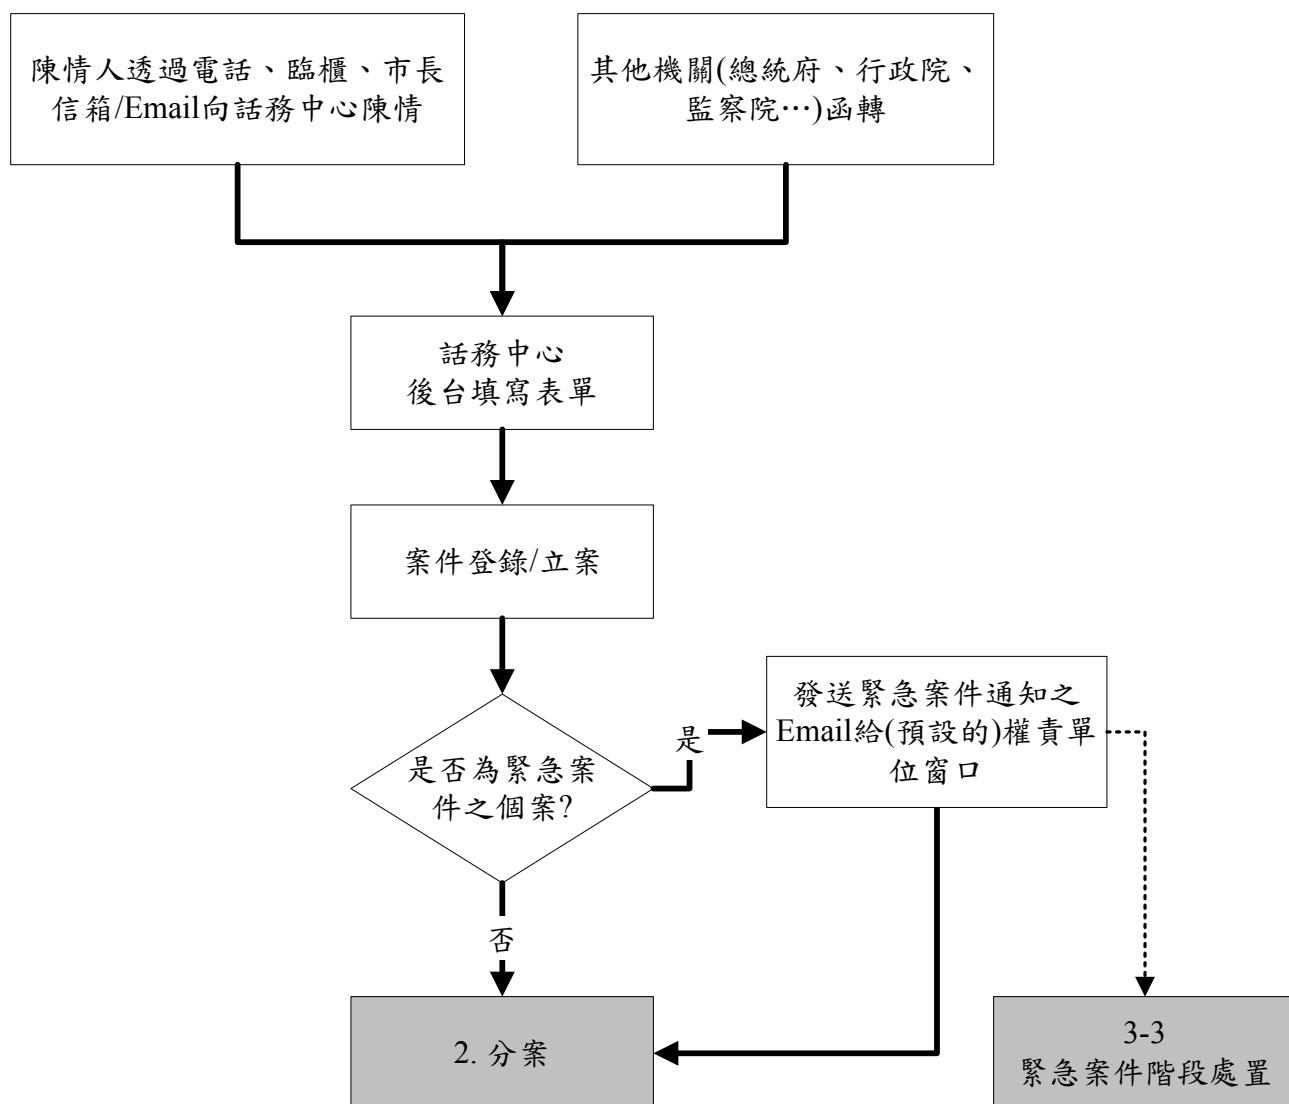 陳情人透過電話、臨櫃、市長
信箱/Email向話務中心陳情
其他機關(總統府、行政院、
監察院…)函轉
話務中心
後台填寫表單
案件登錄/立案
是否為緊急案
件之個案?
是
發送緊急案件通知之
Email給(預設的)權責單
位窗口
否
2. 分案
3-3
緊急案件階段處置